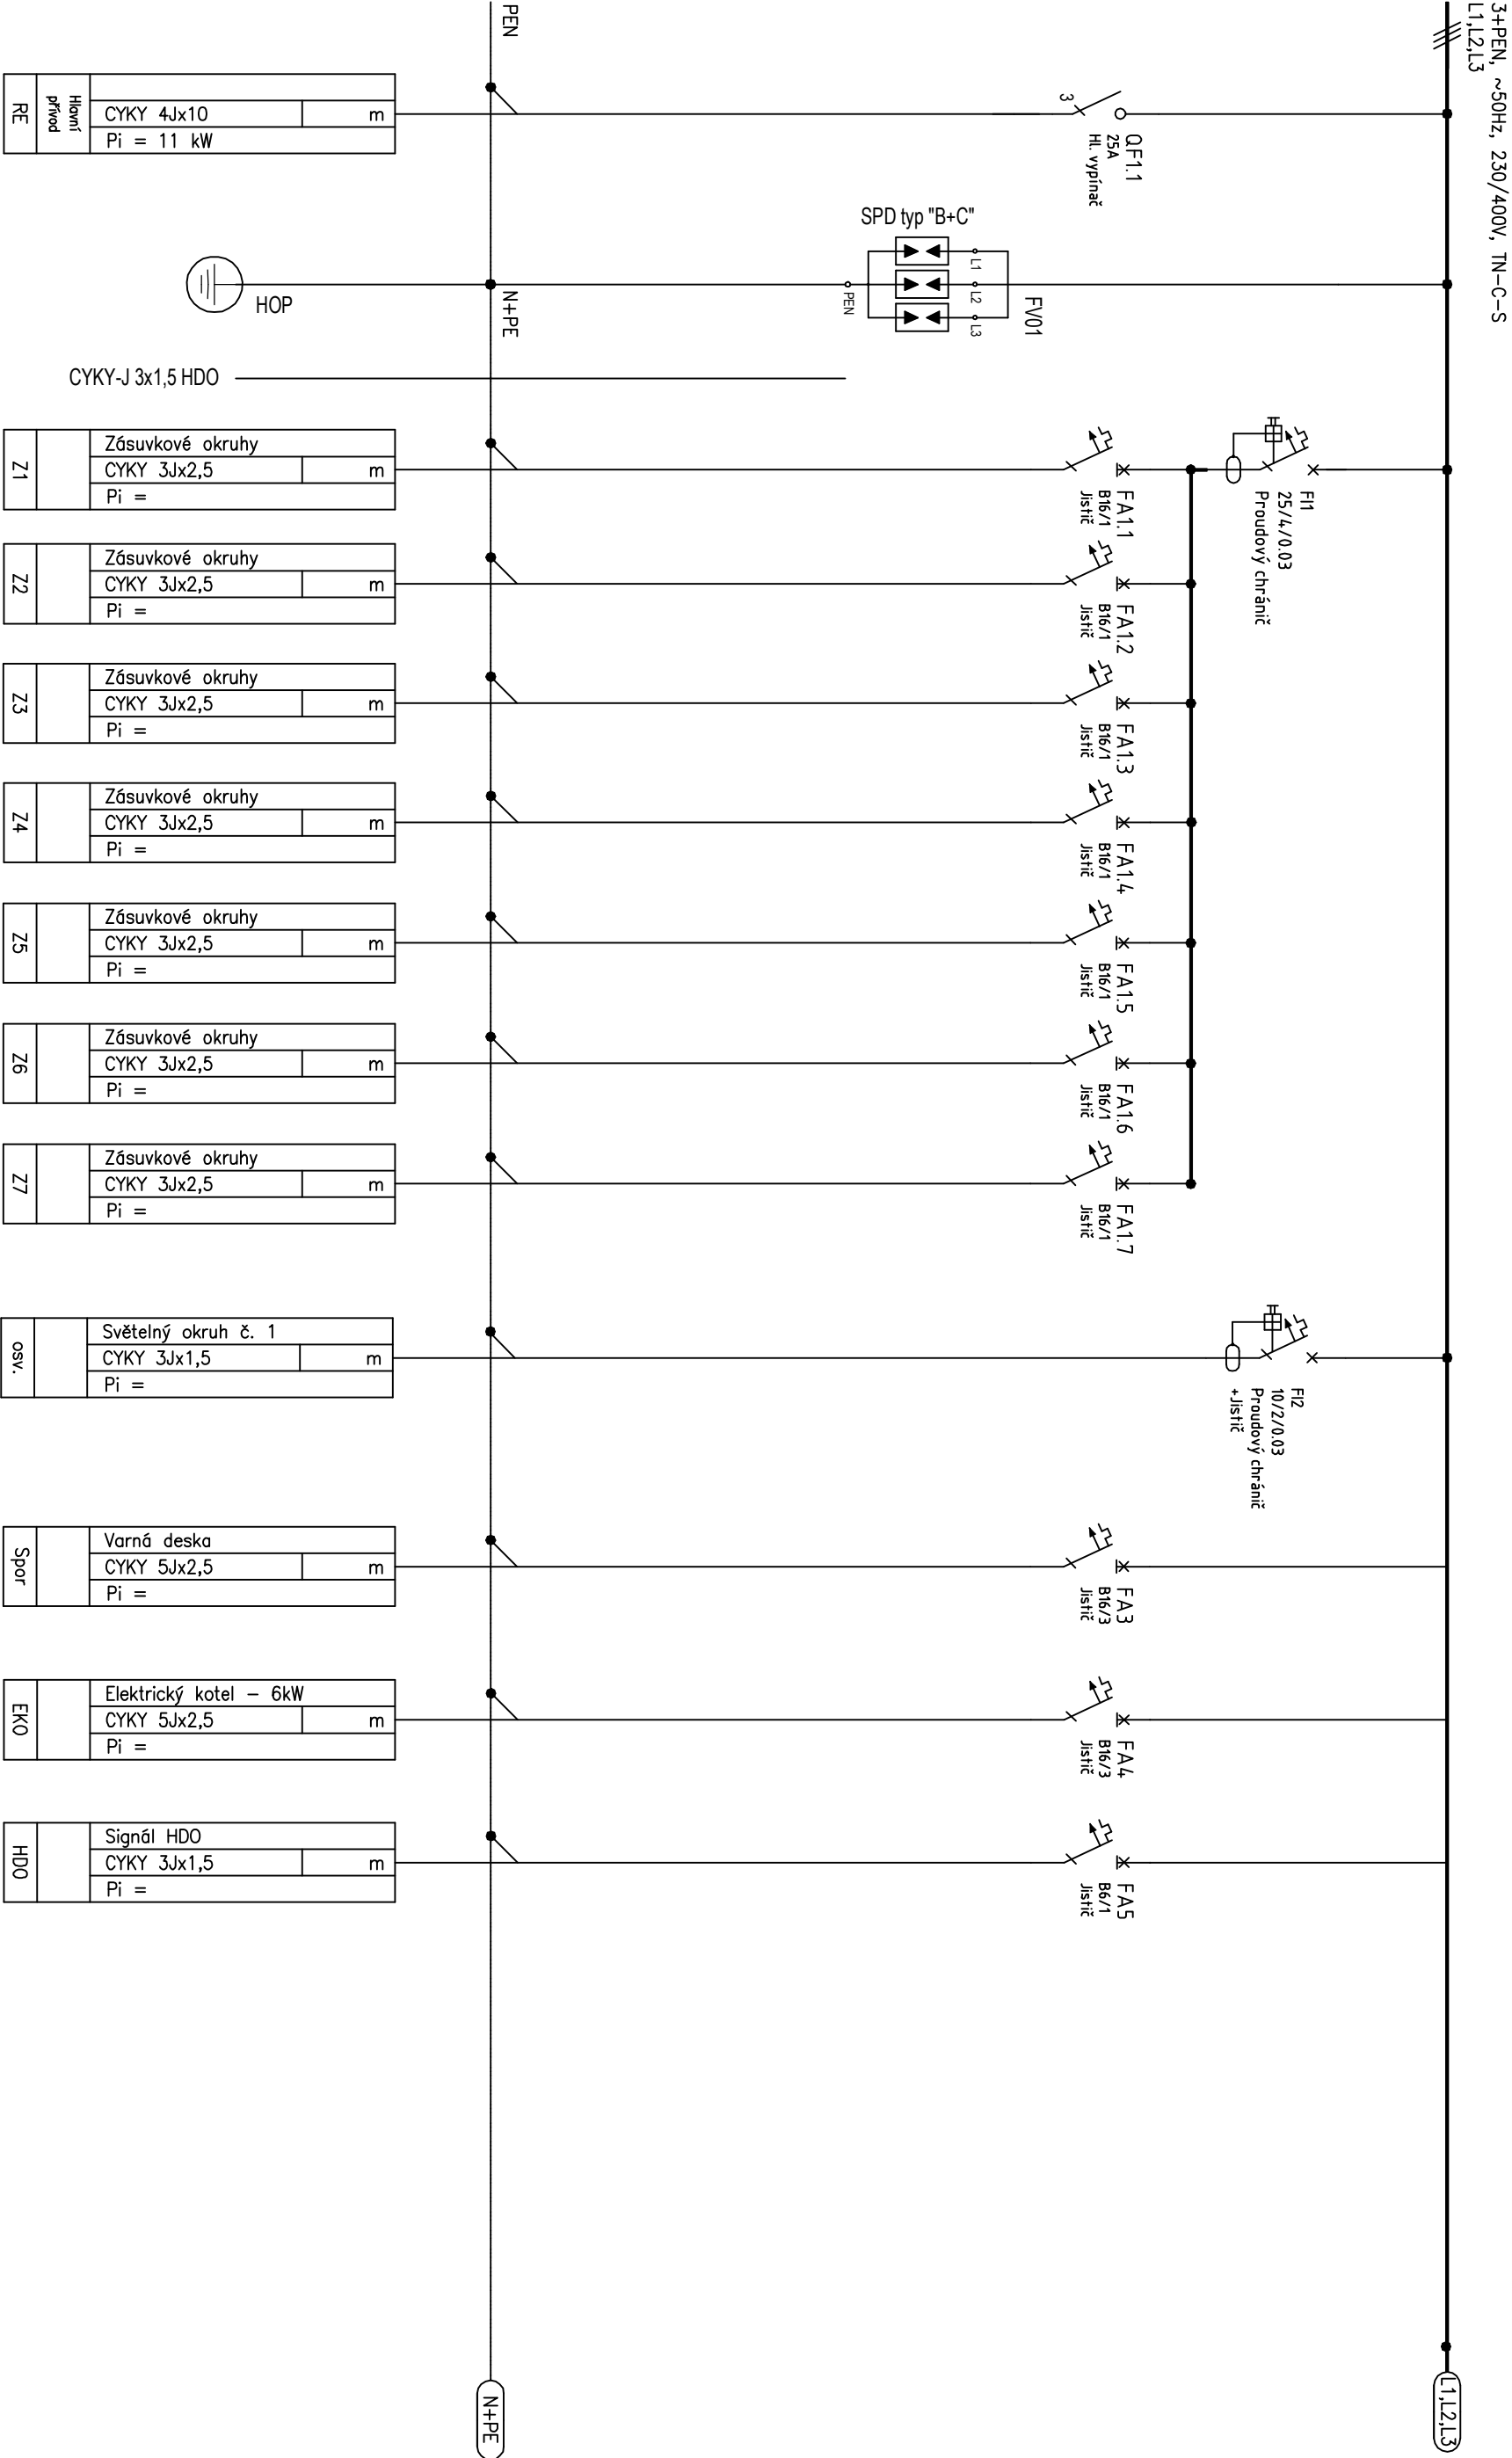 3+PEN, ~50Hz, 230/400V, TN-C-S
L1,L2,L3
PEN
RE
Hlavní
přívod
CYKY 4Jx10 m
Pi = 11 kW
3
QF1.1
25A
Hl. vypínač
SPD typ "B+C"
L1
L2
L3
PEN
FV01
HOP
N+PE
CYKY-J 3x1,5 HDO
FI1
25/4/0.03
Proudový chránič
Z1
Zásuvkové okruhy
CYKY 3Jx2,5 m
Pi =
FA1.1
B16/1
Jistič
Z2
Zásuvkové okruhy
CYKY 3Jx2,5 m
Pi =
FA1.2
B16/1
Jistič
Z3
Zásuvkové okruhy
CYKY 3Jx2,5 m
Pi =
FA1.3
B16/1
Jistič
Z4
Zásuvkové okruhy
CYKY 3Jx2,5 m
Pi =
FA1.4
B16/1
Jistič
Z5
Zásuvkové okruhy
CYKY 3Jx2,5 m
Pi =
FA1.5
B16/1
Jistič
Z6
Zásuvkové okruhy
CYKY 3Jx2,5 m
Pi =
FA1.6
B16/1
Jistič
Z7
Zásuvkové okruhy
CYKY 3Jx2,5 m
Pi =
FA1.7
B16/1
Jistič
osv.
Světelný okruh č. 1
CYKY 3Jx1,5 m
Pi =
FI2
10/2/0.03
Proudový chránič
+Jistič
Spor
Varná deska
CYKY 5Jx2,5 m
Pi =
FA3
B16/3
Jistič
EKO
Elektrický kotel - 6kW
CYKY 5Jx2,5 m
Pi =
FA4
B16/3
Jistič
HDO
Signál HDO
CYKY 3Jx1,5 m
Pi =
FA5
B6/1
Jistič
N+PE
L1,L2,L3